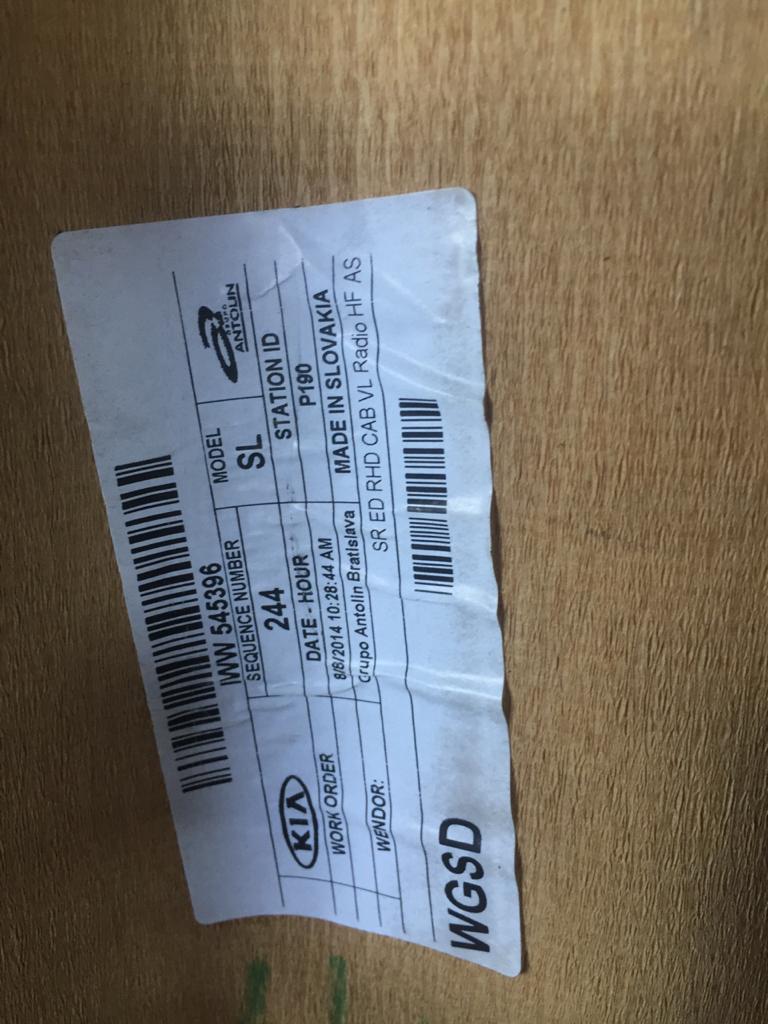 IWW 545396
SEQUENCE NUMBER
MODEL
GRUPO ANTOLIN
KIA
244
SL
WORK ORDER
DATE - HOUR
STATION ID
8/8/2014 10:28:44 AM
P190
WENDOR:
Grupo Antolin Bratislava
MADE IN SLOVAKIA
SR ED RHD CAB VL Radio HF AS
WGSD